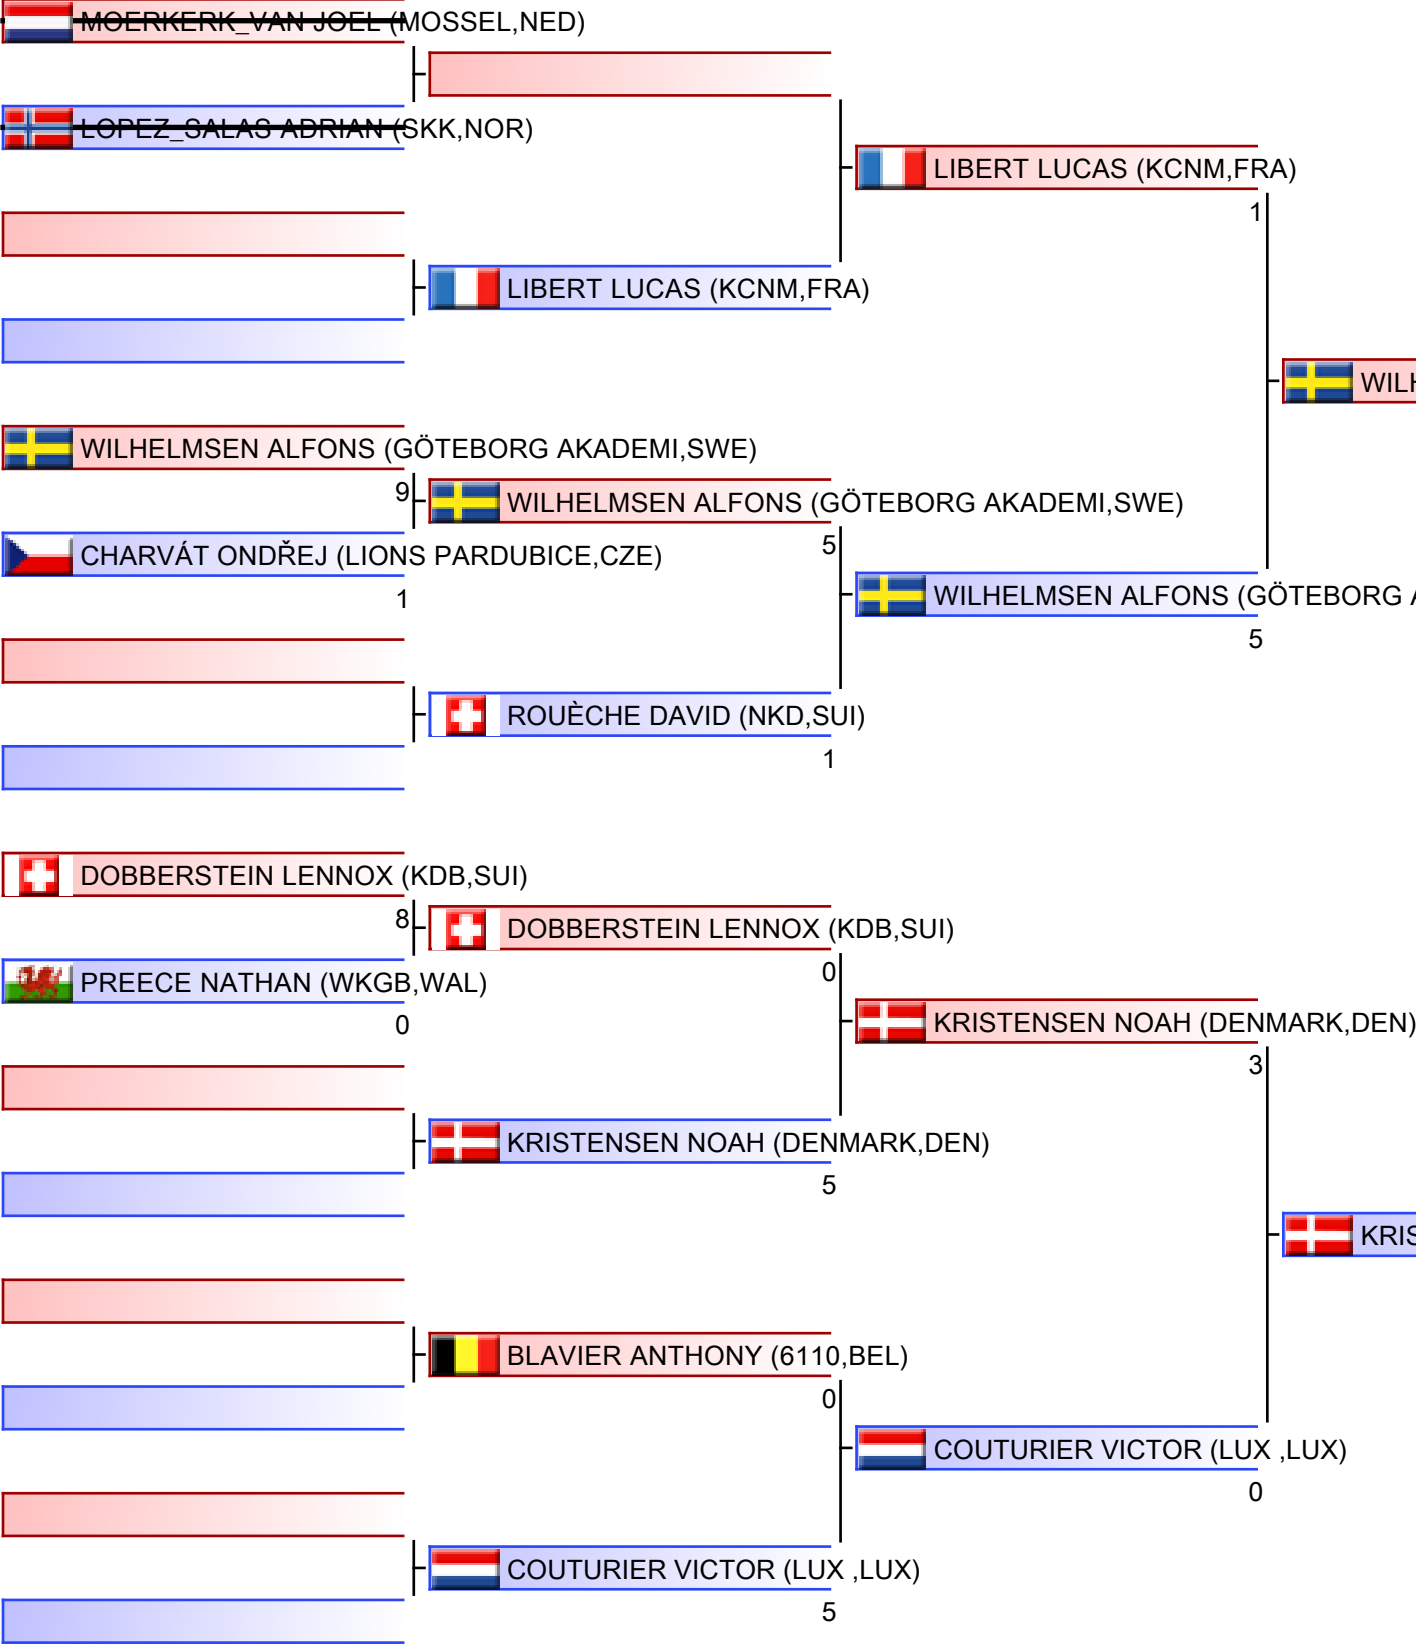 MOERKERK_VAN JOEL (MOSSEL,NED)
LOPEZ_SALAS ADRIAN (SKK,NOR)
LIBERT LUCAS (KCNM,FRA)
1
LIBERT LUCAS (KCNM,FRA)
WILH
WILHELMSEN ALFONS (GÖTEBORG AKADEMI,SWE)
9
WILHELMSEN ALFONS (GÖTEBORG AKADEMI,SWE)
5
CHARVÁT ONDŘEJ (LIONS PARDUBICE,CZE)
1
WILHELMSEN ALFONS (GÖTEBORG A
5
ROUÈCHE DAVID (NKD,SUI)
1
DOBBERSTEIN LENNOX (KDB,SUI)
8
DOBBERSTEIN LENNOX (KDB,SUI)
0
PREECE NATHAN (WKGB,WAL)
0
KRISTENSEN NOAH (DENMARK,DEN)
3
KRISTENSEN NOAH (DENMARK,DEN)
5
KRIS
BLAVIER ANTHONY (6110,BEL)
0
COUTURIER VICTOR (LUX ,LUX)
0
COUTURIER VICTOR (LUX ,LUX)
5